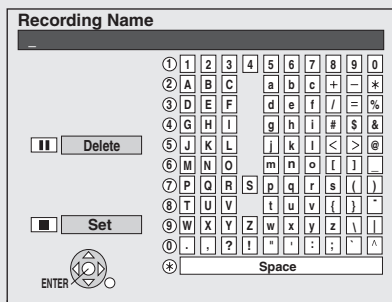 Recording Name
_
① 1 2 3 4 5 6 7 8 9 0
② A B C a b c + − *
③ D E F d e f / = %
④ G H I g h i # $ &
Delete ⑤ J K L j k l < > @
⑥ M N O m n o [ ] _
⑦ P Q R S p q r s ( )
⑧ T U V t u v { } ~
Set ⑨ W X Y Z w x y z \ |
⓪ . , ? ! " ' : ; ` ^
ENTER ✱ Space